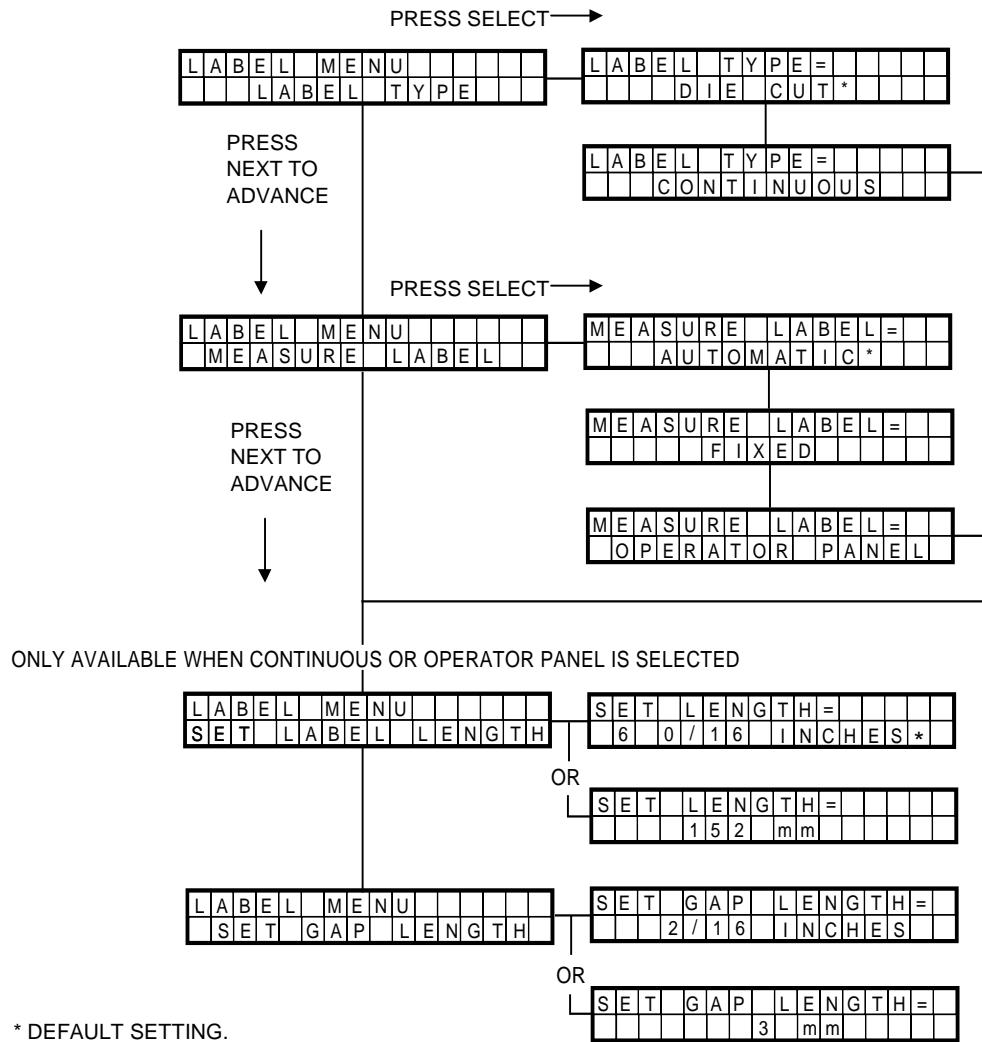 PRESS SELECT
LABEL MENU
LABEL TYPE
LABEL TYPE=
DIE CUT*
PRESS
NEXT TO
ADVANCE
LABEL TYPE=
CONTINUOUS
PRESS SELECT
LABEL MENU
MEASURE LABEL
MEASURE LABEL=
AUTOMATIC*
PRESS
NEXT TO
ADVANCE
MEASURE LABEL=
FIXED
MEASURE LABEL=
OPERATOR PANEL
ONLY AVAILABLE WHEN CONTINUOUS OR OPERATOR PANEL IS SELECTED
LABEL MENU
SET LABEL LENGTH
SET LENGTH=
6 0/16 INCHES*
OR
SET LENGTH=
152 mm
LABEL MENU
SET GAP LENGTH
SET GAP LENGTH=
2/16 INCHES
OR
SET GAP LENGTH=
3 mm
* DEFAULT SETTING.